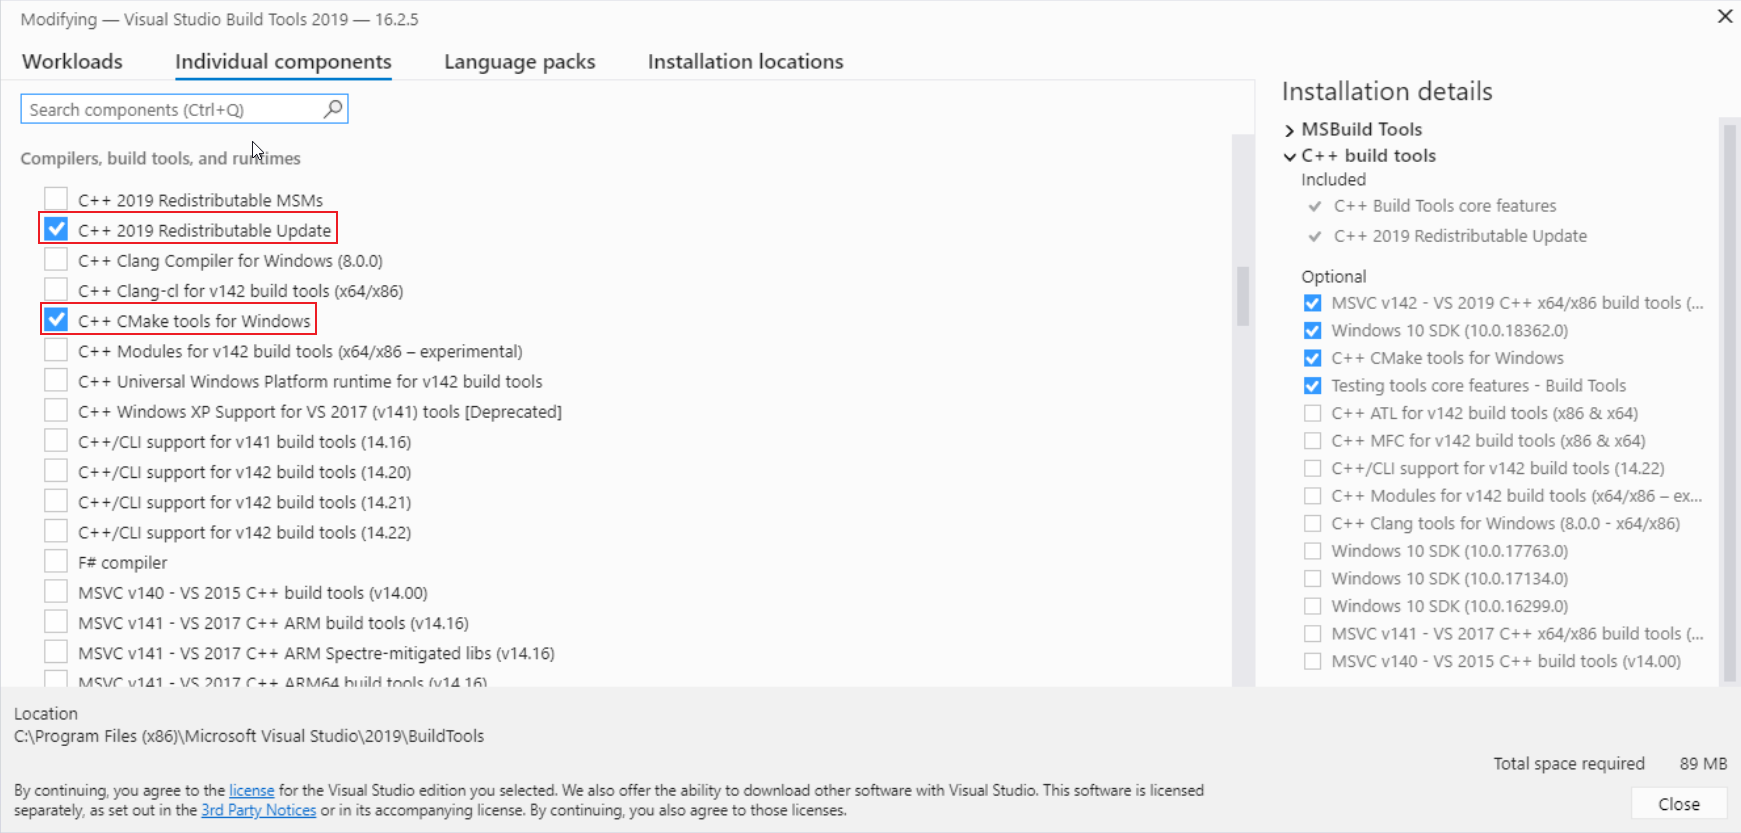 Modifying — Visual Studio Build Tools 2019 — 16.2.5
Workloads
Individual components
Language packs
Installation locations
Search components (Ctrl+Q)
Compilers, build tools, and runtimes
C++ 2019 Redistributable MSMs
C++ 2019 Redistributable Update
C++ Clang Compiler for Windows (8.0.0)
C++ Clang-cl for v142 build tools (x64/x86)
C++ CMake tools for Windows
C++ Modules for v142 build tools (x64/x86 – experimental)
C++ Universal Windows Platform runtime for v142 build tools
C++ Windows XP Support for VS 2017 (v141) tools [Deprecated]
C++/CLI support for v141 build tools (14.16)
C++/CLI support for v142 build tools (14.20)
C++/CLI support for v142 build tools (14.21)
C++/CLI support for v142 build tools (14.22)
F# compiler
MSVC v140 - VS 2015 C++ build tools (v14.00)
MSVC v141 - VS 2017 C++ ARM build tools (v14.16)
MSVC v141 - VS 2017 C++ ARM Spectre-mitigated libs (v14.16)
MSVC v141 - VS 2017 C++ ARM64 build tools (v14.16)
Installation details
MSBuild Tools
C++ build tools
Included
C++ Build Tools core features
C++ 2019 Redistributable Update
Optional
MSVC v142 - VS 2019 C++ x64/x86 build tools (...
Windows 10 SDK (10.0.18362.0)
C++ CMake tools for Windows
Testing tools core features - Build Tools
C++ ATL for v142 build tools (x86 & x64)
C++ MFC for v142 build tools (x86 & x64)
C++/CLI support for v142 build tools (14.22)
C++ Modules for v142 build tools (x64/x86 – ex...
C++ Clang tools for Windows (8.0.0 - x64/x86)
Windows 10 SDK (10.0.17763.0)
Windows 10 SDK (10.0.17134.0)
Windows 10 SDK (10.0.16299.0)
MSVC v141 - VS 2017 C++ x64/x86 build tools (...
MSVC v140 - VS 2015 C++ build tools (v14.00)
Location
C:\Program Files (x86)\Microsoft Visual Studio\2019\BuildTools
Total space required 89 MB
By continuing, you agree to the license for the Visual Studio edition you selected. We also offer the ability to download other software with Visual Studio. This software is licensed
separately, as set out in the 3rd Party Notices or in its accompanying license. By continuing, you also agree to those licenses.
Close